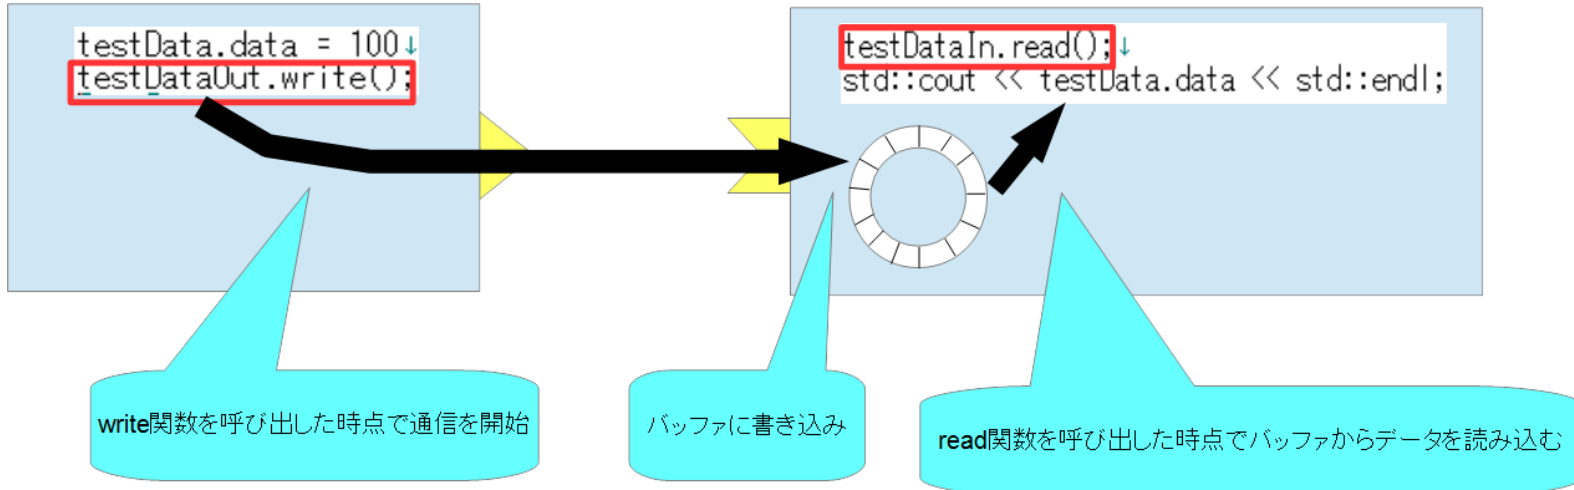 testData.data = 100↓
testDataOut.write();
testDataIn.read();↓
std::cout << testData.data << std::endl;
write関数を呼び出した時点で通信を開始
バッファに書き込み
read関数を呼び出した時点でバッファからデータを読み込む